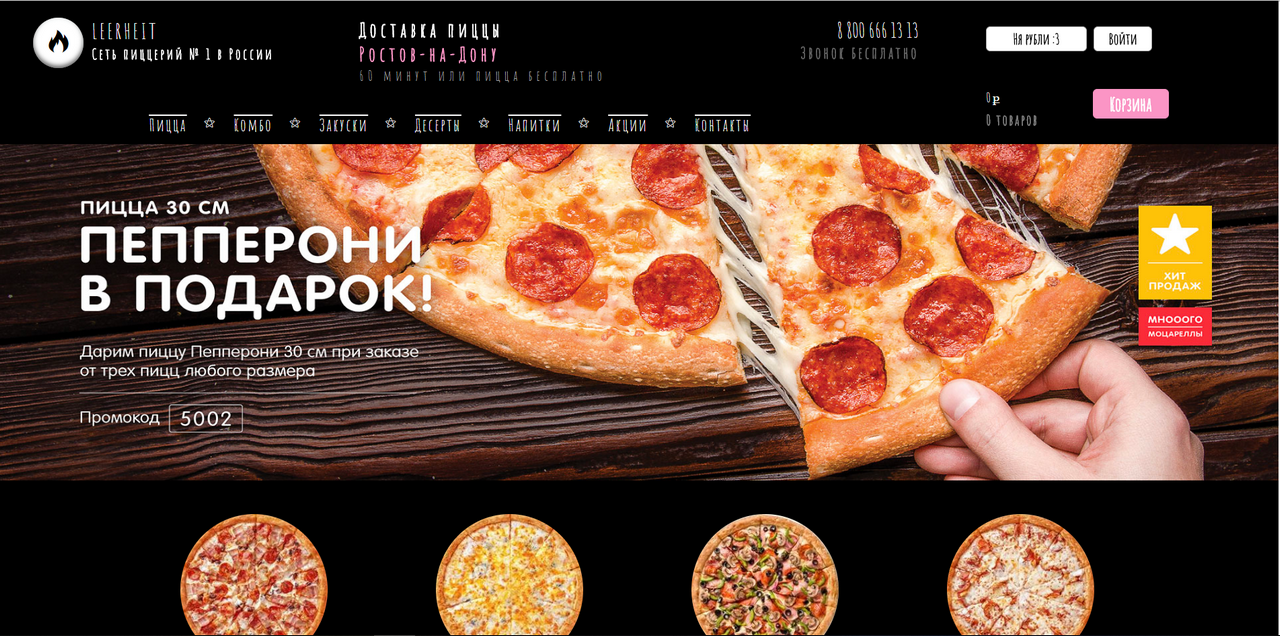 LEERHEIT
Сеть пиццерий № 1 в России
Доставка пиццы
Ростов-на-Дону
60 минут или пицца бесплатно
8 800 666 13 13
Звонок бесплатно
Ня рубли :3
Войти
0₽
0 товаров
Корзина
Пицца
Комбо
Закуски
Десерты
Напитки
Акции
Контакты
ПИЦЦА 30 СМ
ПЕППЕРОНИ
В ПОДАРОК!
Дарим пиццу Пепперони 30 см при заказе
от трех пицц любого размера
Промокод 5002
ХИТ
ПРОДАЖ
МНОООГО
МОЦАРЕЛЛЫ